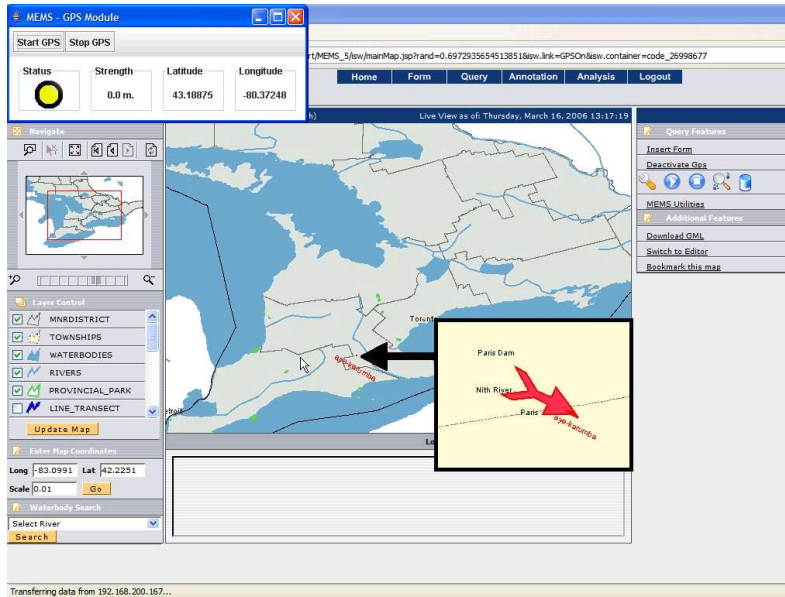 MEMS - GPS Module
Start GPS Stop GPS
Status Strength Latitude Longitude
0.0 m. 43.18875 -80.37248
rt/MEMS_5/isw/mainMap.jsp?rand=0.6972935654513851&isw.link=GPSOn&isw.container=code_26998677
Home Form Query Annotation Analysis Logout
Live View as of: Thursday, March 16, 2006 13:17:19
Navigate
Query Features
Insert Form
Deactivate Gps
MEMS Utilities
Additional Features
Download GML
Switch to Editor
Bookmark this map
Layer Control
MNRDISTRICT
TOWNSHIPS
WATERBODIES
RIVERS
PROVINCIAL_PARK
LINE_TRANSECT
Update Map
aye-katumba
Paris Dam
Nith River
Paris
aye-katumba
Enter Map Coordinates
Long -83.0991 Lat 42.2251
Scale 0.01 Go
Waterbody Search
Select River
Search
Transferring data from 192.168.200.167...